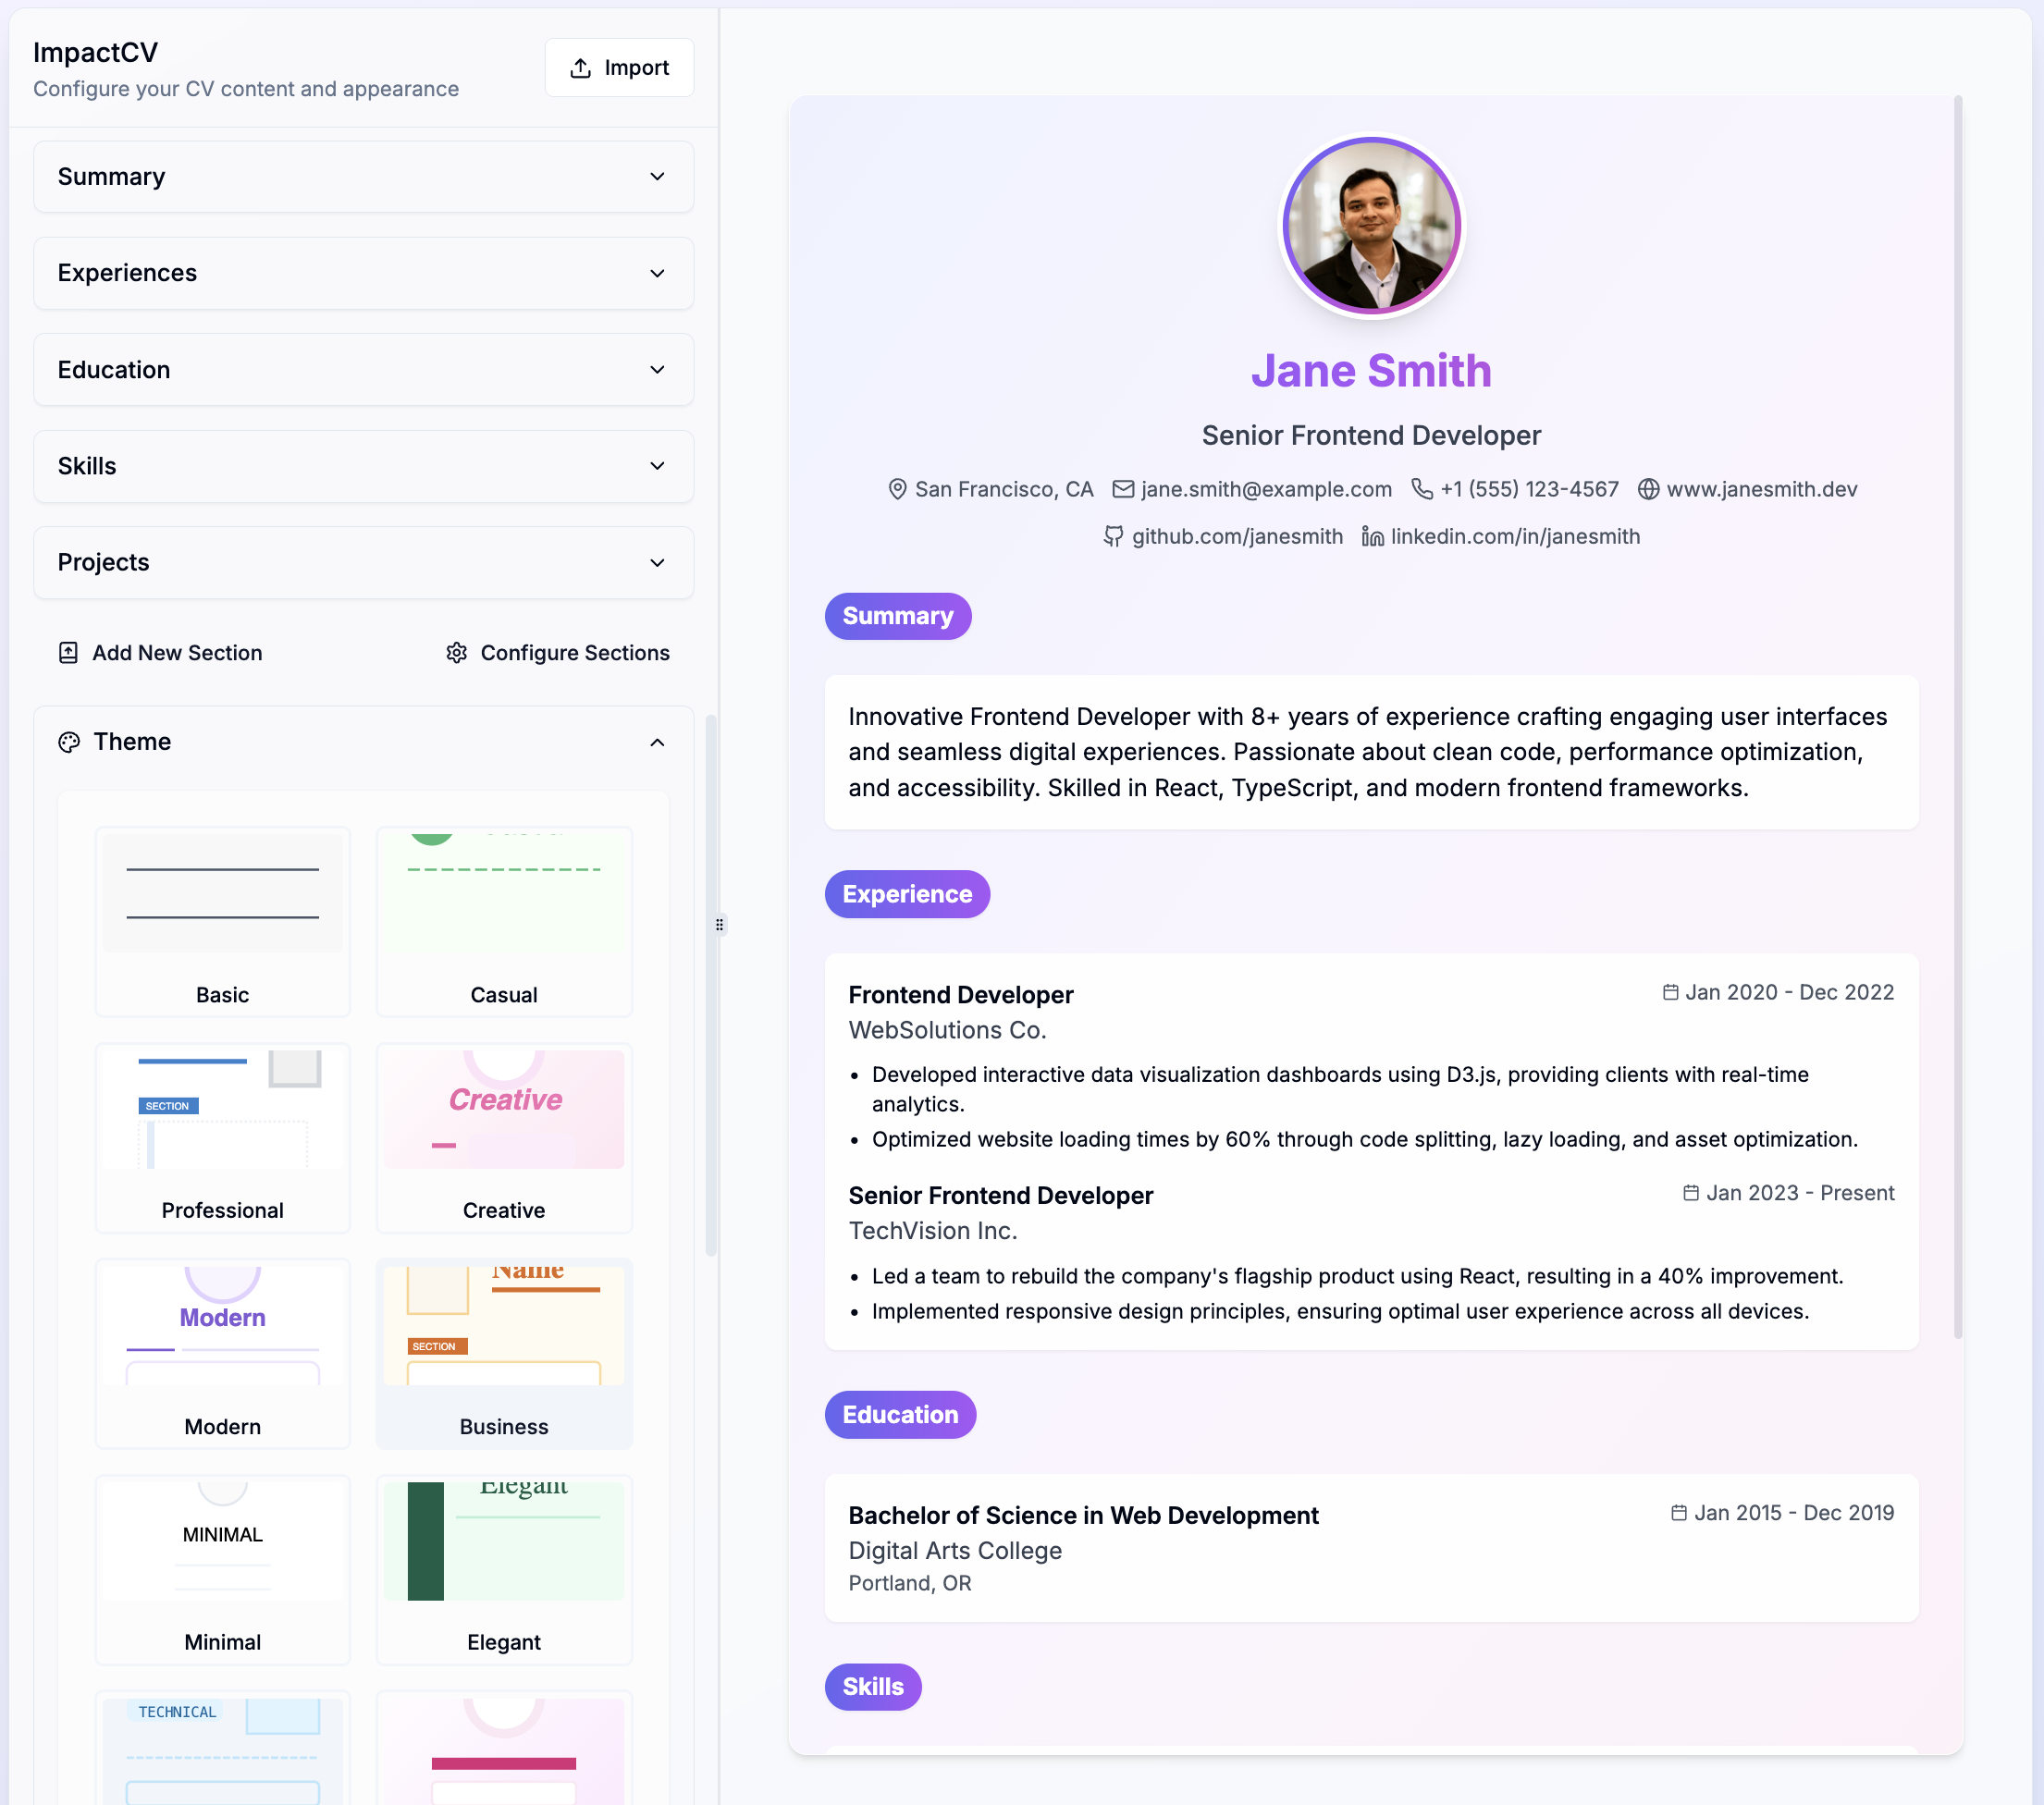 ImpactCV
Configure your CV content and appearance
Import
Summary
Experiences
Education
Skills
Projects
Add New Section
Configure Sections
Theme
Basic
Casual
SECTION
Professional
Creative
Creative
Modern
Modern
Name
SECTION
Business
MINIMAL
Minimal
Elegant
Elegant
TECHNICAL
Jane Smith
Senior Frontend Developer
San Francisco, CA jane.smith@example.com +1 (555) 123-4567 www.janesmith.dev
github.com/janesmith linkedin.com/in/janesmith
Summary
Innovative Frontend Developer with 8+ years of experience crafting engaging user interfaces
and seamless digital experiences. Passionate about clean code, performance optimization,
and accessibility. Skilled in React, TypeScript, and modern frontend frameworks.
Experience
Frontend Developer Jan 2020 - Dec 2022
WebSolutions Co.
• Developed interactive data visualization dashboards using D3.js, providing clients with real-time
analytics.
• Optimized website loading times by 60% through code splitting, lazy loading, and asset optimization.
Senior Frontend Developer Jan 2023 - Present
TechVision Inc.
• Led a team to rebuild the company's flagship product using React, resulting in a 40% improvement.
• Implemented responsive design principles, ensuring optimal user experience across all devices.
Education
Bachelor of Science in Web Development Jan 2015 - Dec 2019
Digital Arts College
Portland, OR
Skills